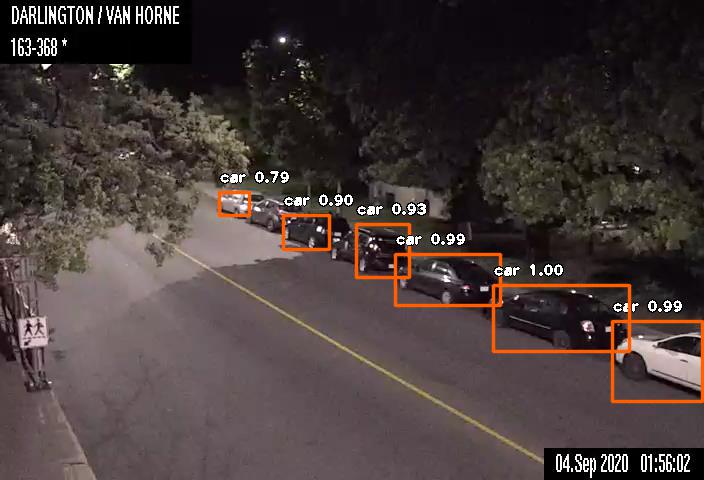 DARLINGTON / VAN HORNE
163-368 *
car 0.79
car 0.90
car 0.93
car 0.99
car 1.00
car 0.99
04.Sep 2020 01:56:02